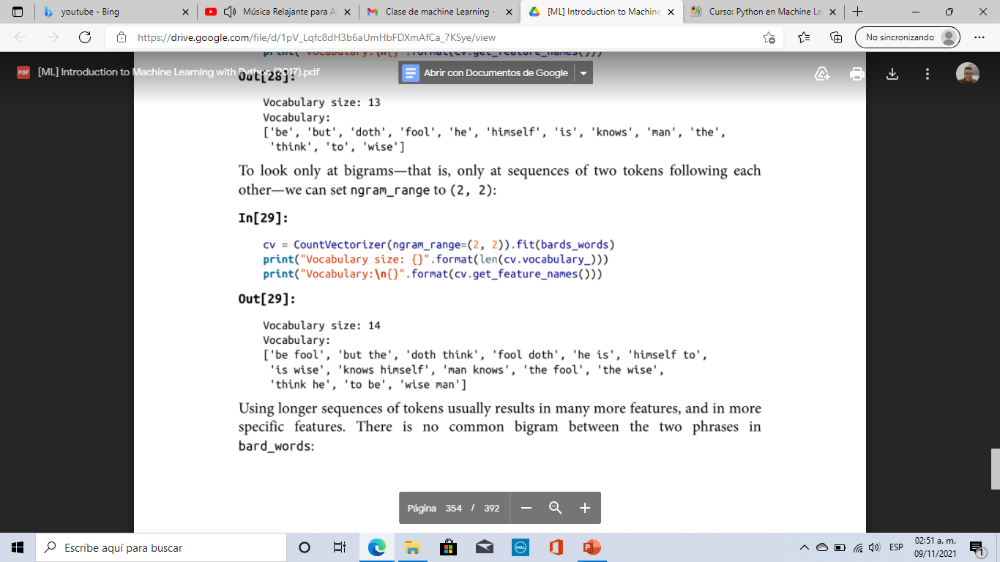 youtube - Bing
Música Relajante para Al
Clase de machine Learning -
[ML] Introduction to Machine
Curso: Python en Machine Le
https://drive.google.com/file/d/1pV_Lqfc8dH3b6aUmHbFDXmAfCa_7KSye/view
No sincronizando
print("Vocabulary:\n{}".format(cv.get_feature_names()))
PDF
[ML] Introduction to Machine Learning with Python (2017).pdf
Abrir con Documentos de Google
Out[28]:
Vocabulary size: 13
Vocabulary:
['be', 'but', 'doth', 'fool', 'he', 'himself', 'is', 'knows', 'man', 'the',
'think', 'to', 'wise']
To look only at bigrams—that is, only at sequences of two tokens following each
other—we can set ngram_range to (2, 2):
In[29]:
cv = CountVectorizer(ngram_range=(2, 2)).fit(bards_words)
print("Vocabulary size: {}".format(len(cv.vocabulary_)))
print("Vocabulary:\n{}".format(cv.get_feature_names()))
Out[29]:
Vocabulary size: 14
Vocabulary:
['be fool', 'but the', 'doth think', 'fool doth', 'he is', 'himself to',
'is wise', 'knows himself', 'man knows', 'the fool', 'the wise',
'think he', 'to be', 'wise man']
Using longer sequences of tokens usually results in many more features, and in more
specific features. There is no common bigram between the two phrases in
bard_words:
Página 354 / 392
Escribe aquí para buscar
DELL
ESP
02:51 a. m.
09/11/2021
1